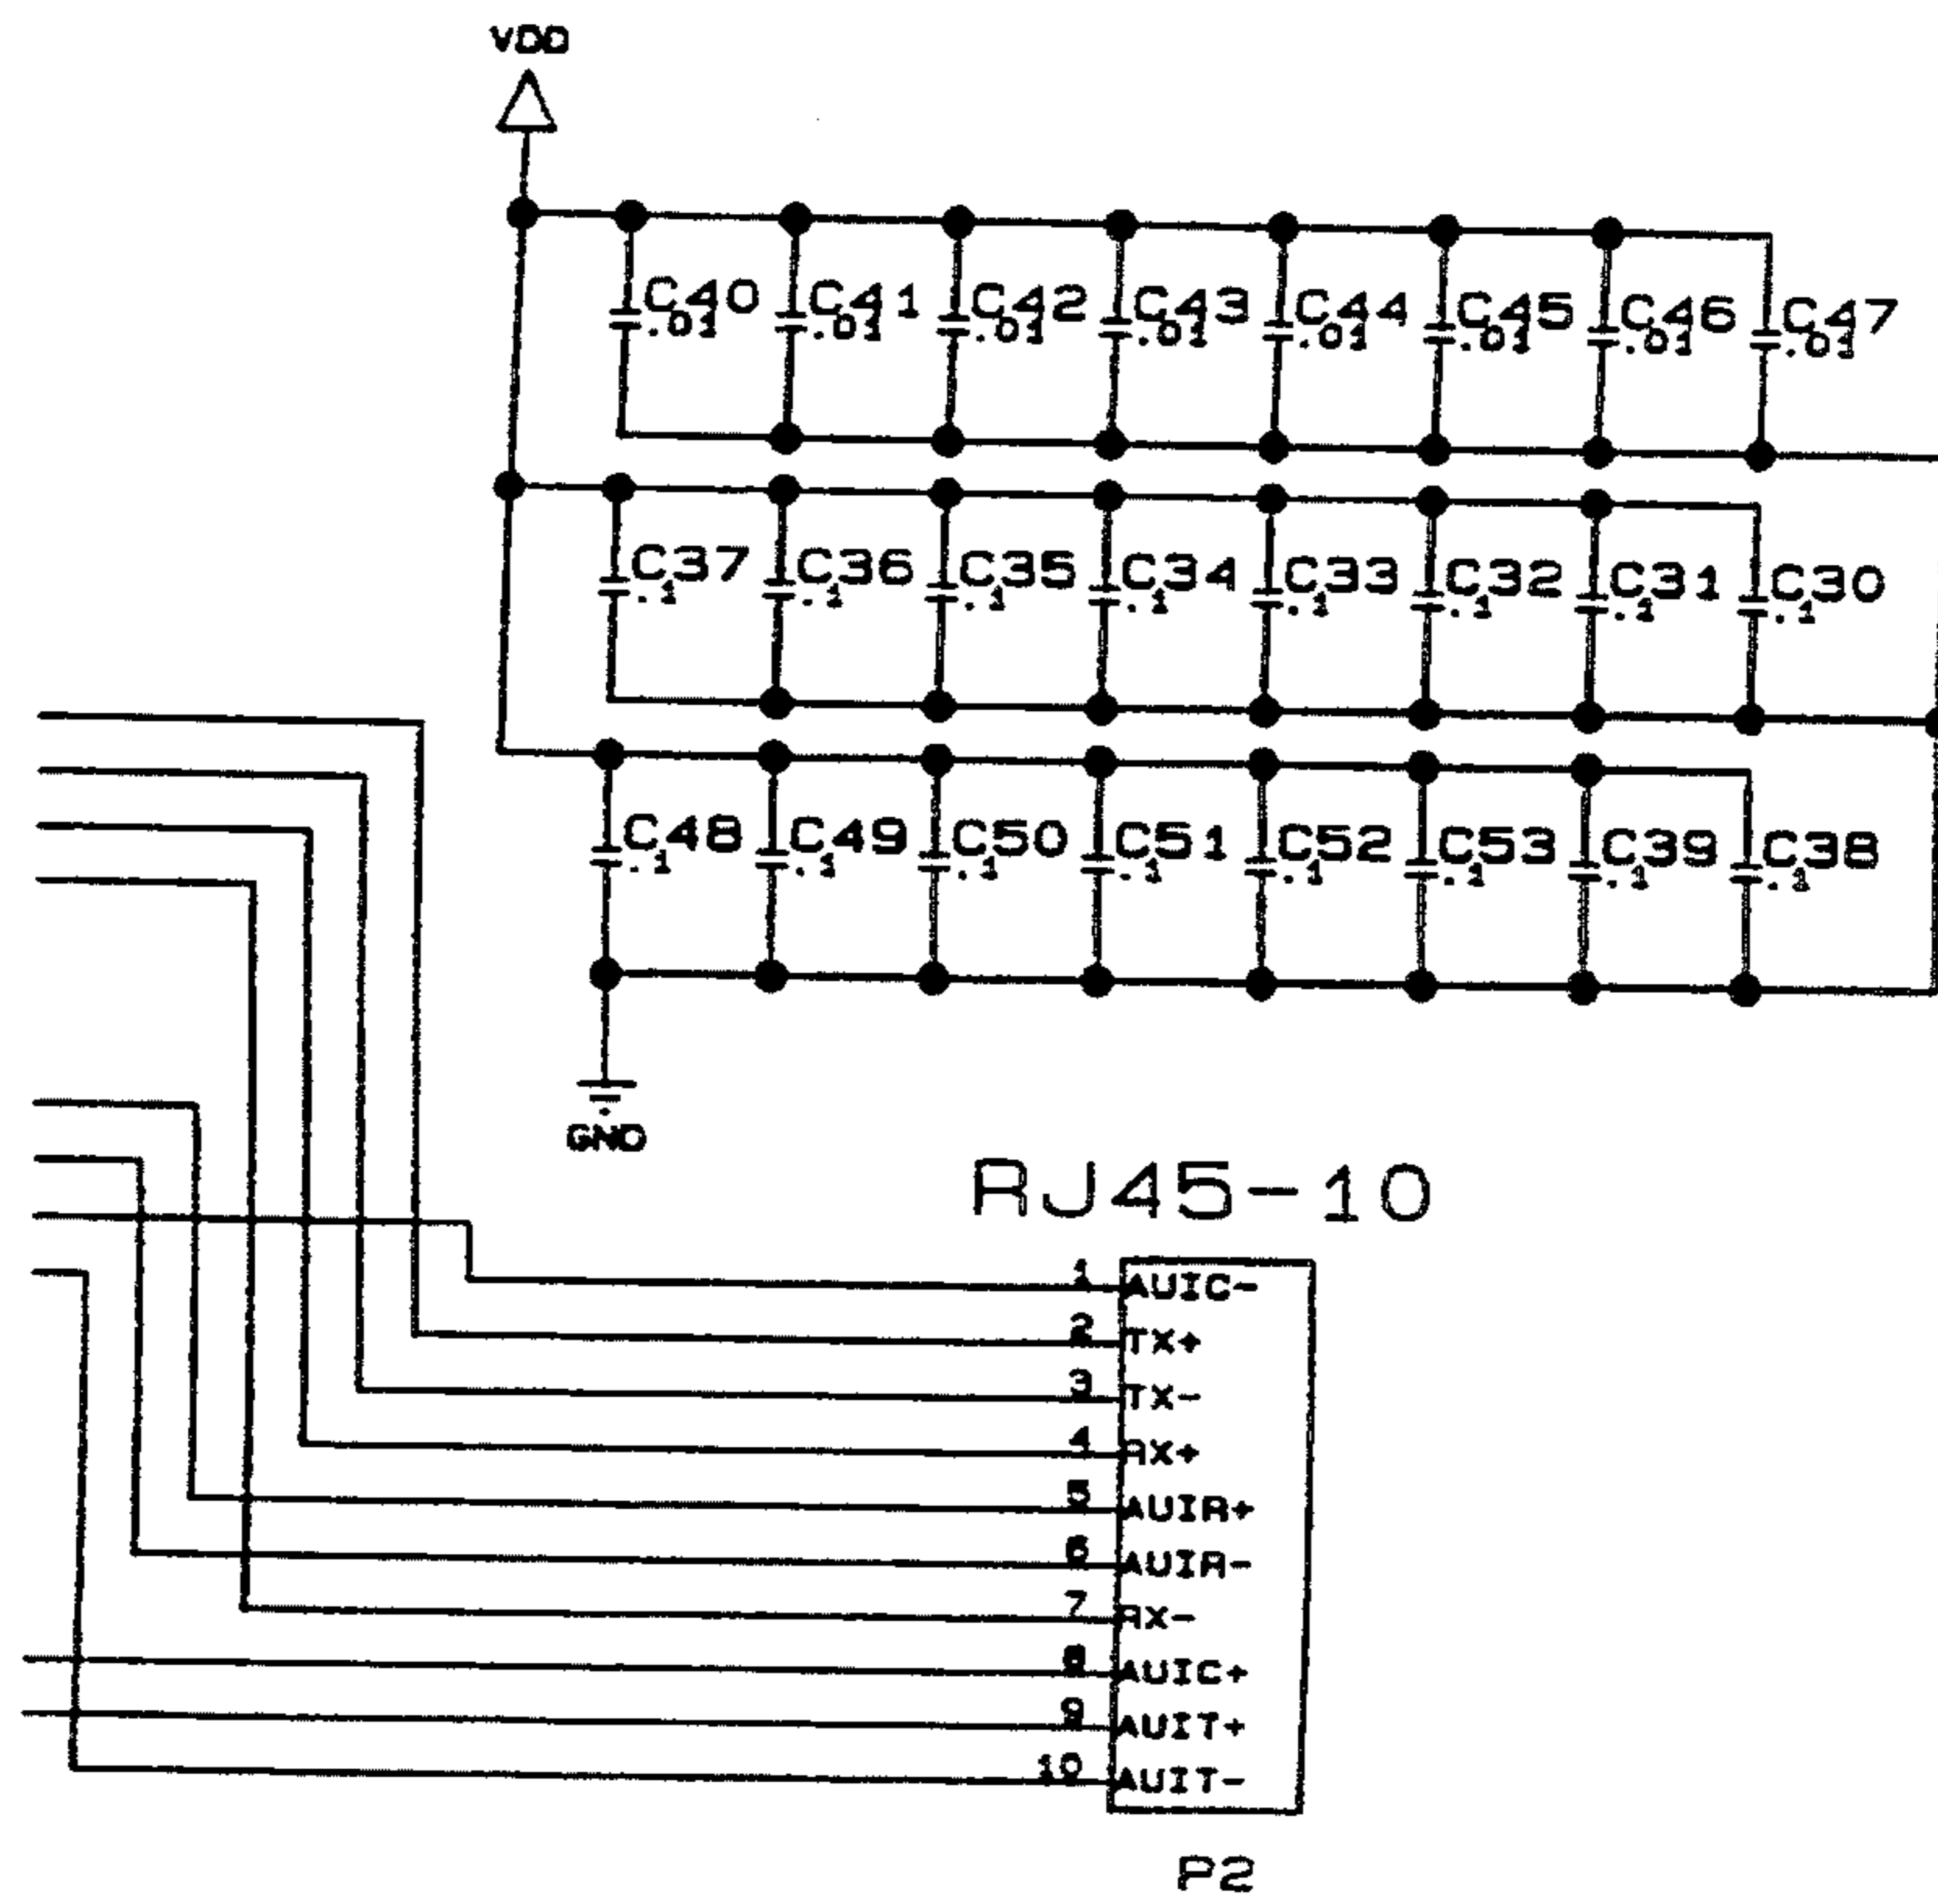 VDD
C40 C41 C42 C43 C44 C45 C46 C47
.01 .01 .01 .01 .01 .01 .01 .01
C37 C36 C35 C34 C33 C32 C31 C30
.1 .1 .1 .1 .1 .1 .1 .1
C48 C49 C50 C51 C52 C53 C39 C38
.1 .1 .1 .1 .1 .1 .1 .1
GND
RJ45-10
1 AUIC-
2 TX+
3 TX-
4 RX+
5 AUIR+
6 AUIR-
7 RX-
8 AUIC+
9 AUIT+
10 AUIT-
P2